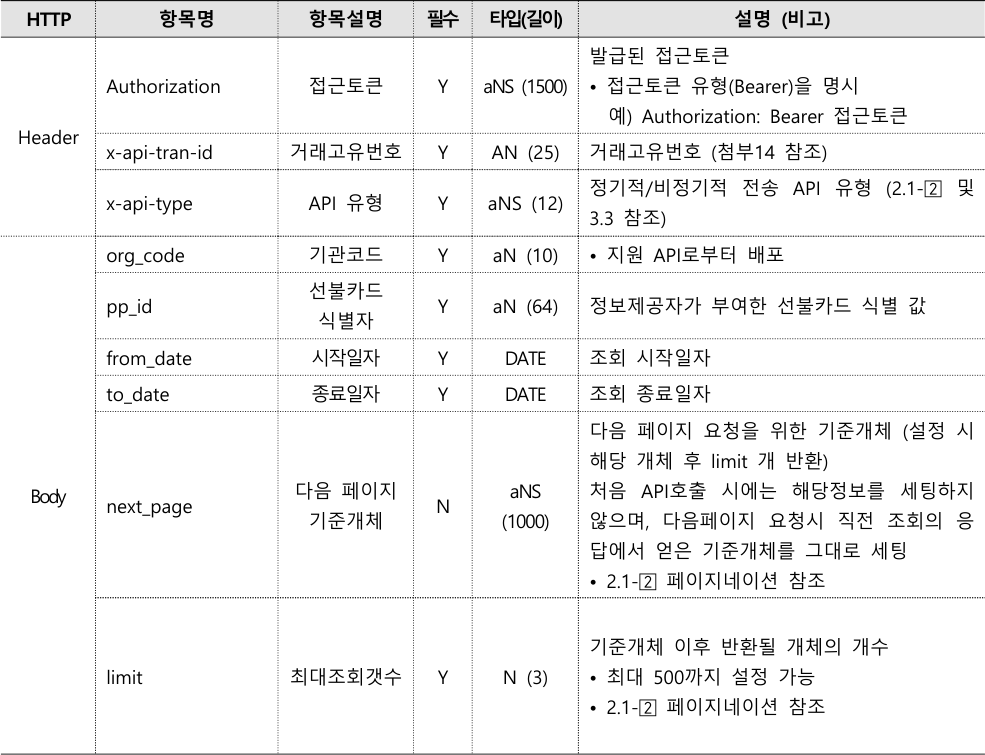 HTTP 항목명 항목설명 필수 타입(길이) 설명 (비고)
Header
Authorization 접근토큰 Y aNS (1500)
발급된 접근토큰
• 접근토큰 유형(Bearer)을 명시
예) Authorization: Bearer 접근토큰
x-api-tran-id 거래고유번호 Y AN (25) 거래고유번호 (첨부14 참조)
x-api-type API 유형 Y aNS (12)
정기적/비정기적 전송 API 유형 (2.1-2 및
3.3 참조)
Body
org_code 기관코드 Y aN (10) • 지원 API로부터 배포
pp_id
선불카드
식별자
Y aN (64) 정보제공자가 부여한 선불카드 식별 값
from_date 시작일자 Y DATE 조회 시작일자
to_date 종료일자 Y DATE 조회 종료일자
next_page
다음 페이지
기준개체
N
aNS
(1000)
다음 페이지 요청을 위한 기준개체 (설정 시
해당 개체 후 limit 개 반환)
처음 API호출 시에는 해당정보를 세팅하지
않으며, 다음페이지 요청시 직전 조회의 응
답에서 얻은 기준개체를 그대로 세팅
• 2.1-2 페이지네이션 참조
limit 최대조회갯수 Y N (3)
기준개체 이후 반환될 개체의 개수
• 최대 500까지 설정 가능
• 2.1-2 페이지네이션 참조